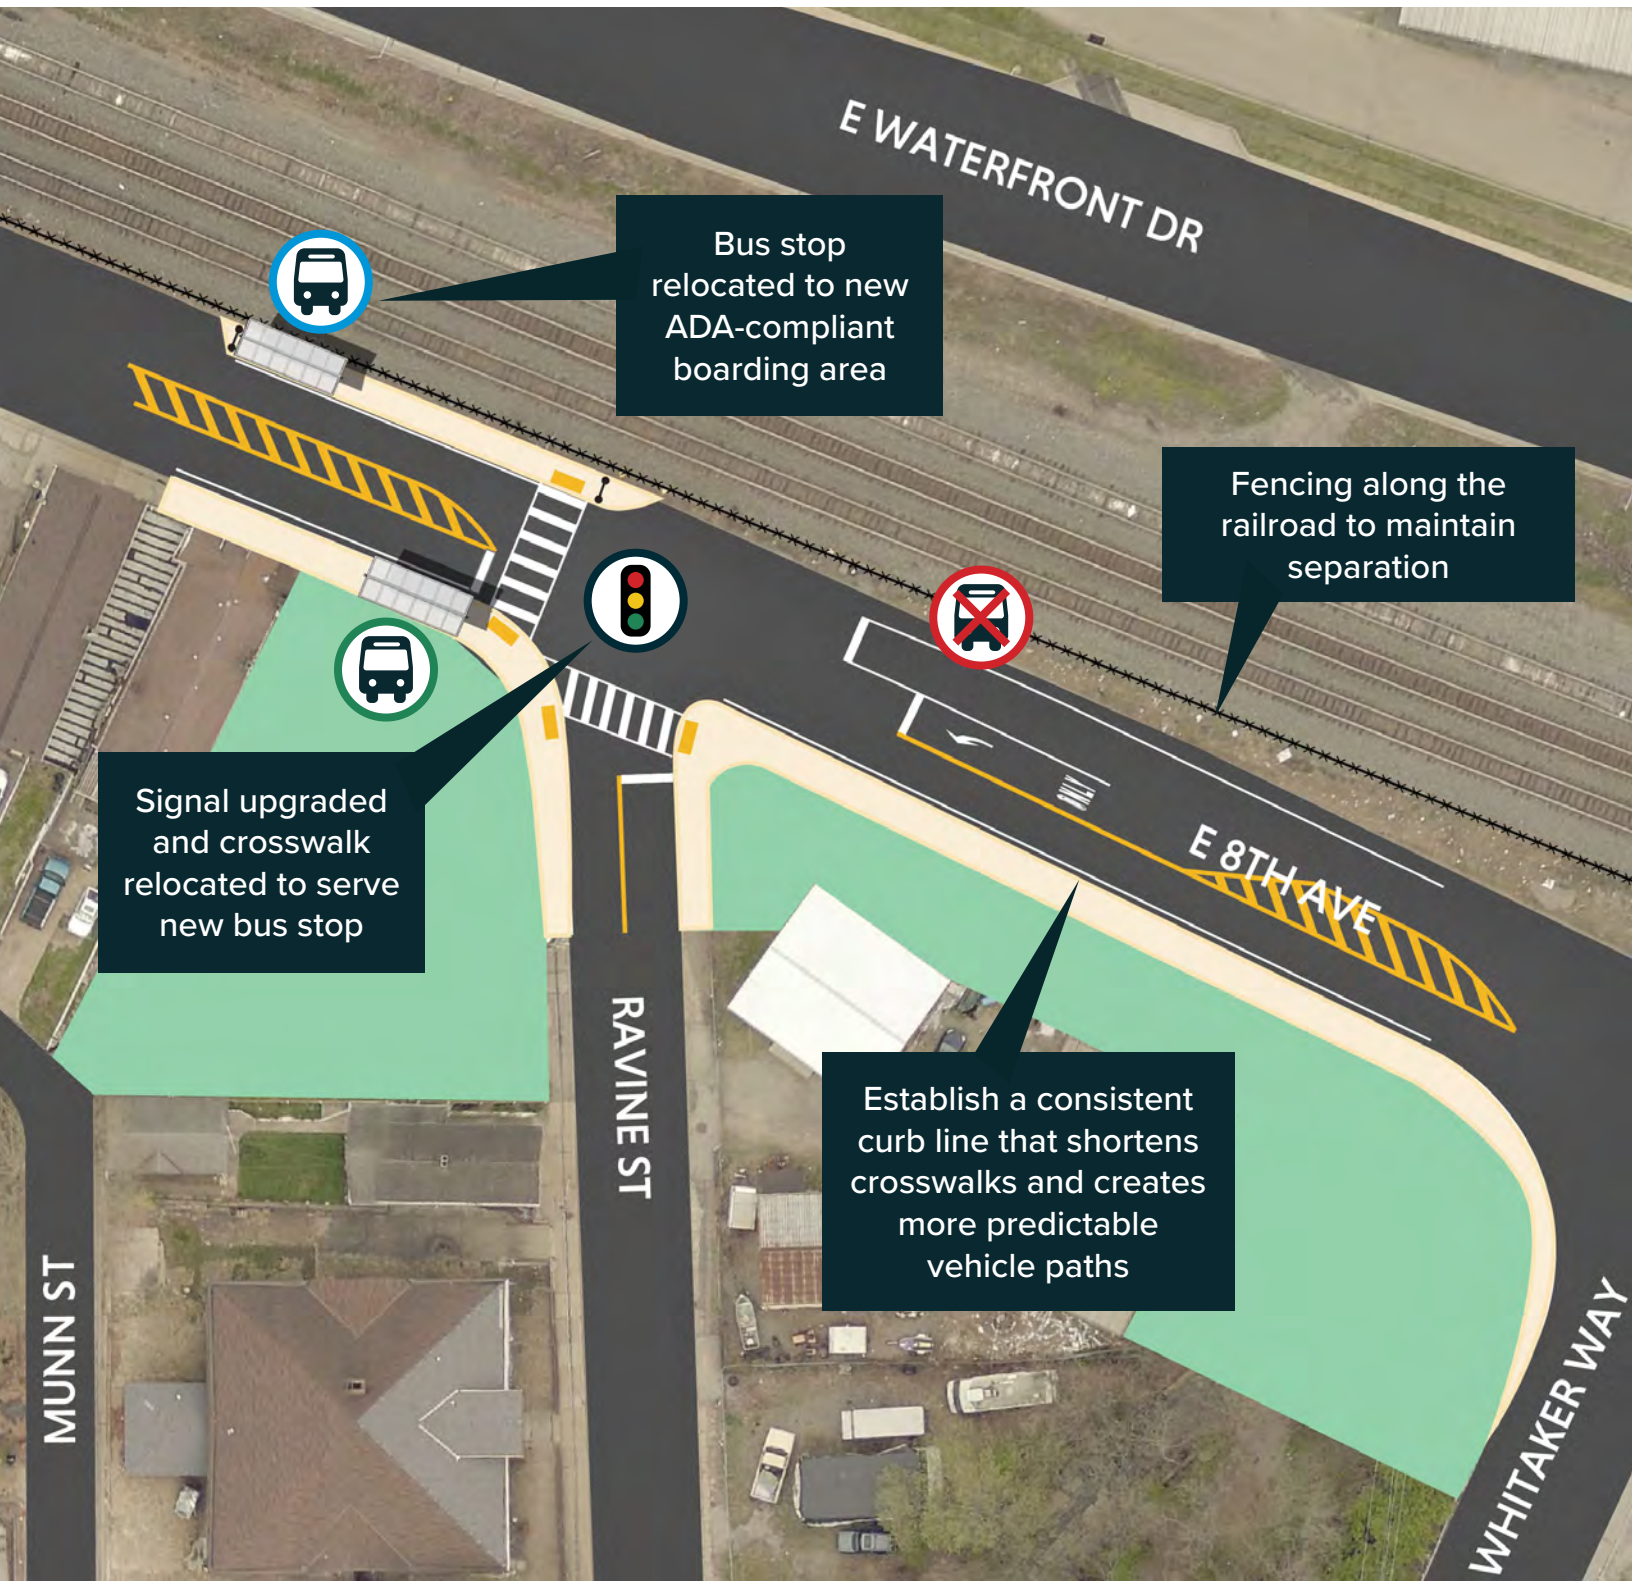 E WATERFRONT DR
Bus stop
relocated to new
ADA-compliant
boarding area
Fencing along the
railroad to maintain
separation
Signal upgraded
and crosswalk
relocated to serve
new bus stop
ONLY
E 8TH AVE
RAVINE ST
Establish a consistent
curb line that shortens
crosswalks and creates
more predictable
vehicle paths
MUNN ST
WHITAKER WAY